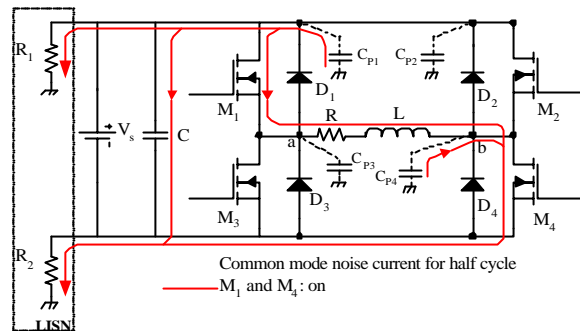 R1
CP1
CP2
D1
D2
M1
M2
Vs
C
R
L
a
b
CP3
CP4
D3
D4
M3
M4
R2
Common mode noise current for half cycle
M1 and M4 : on
LISN